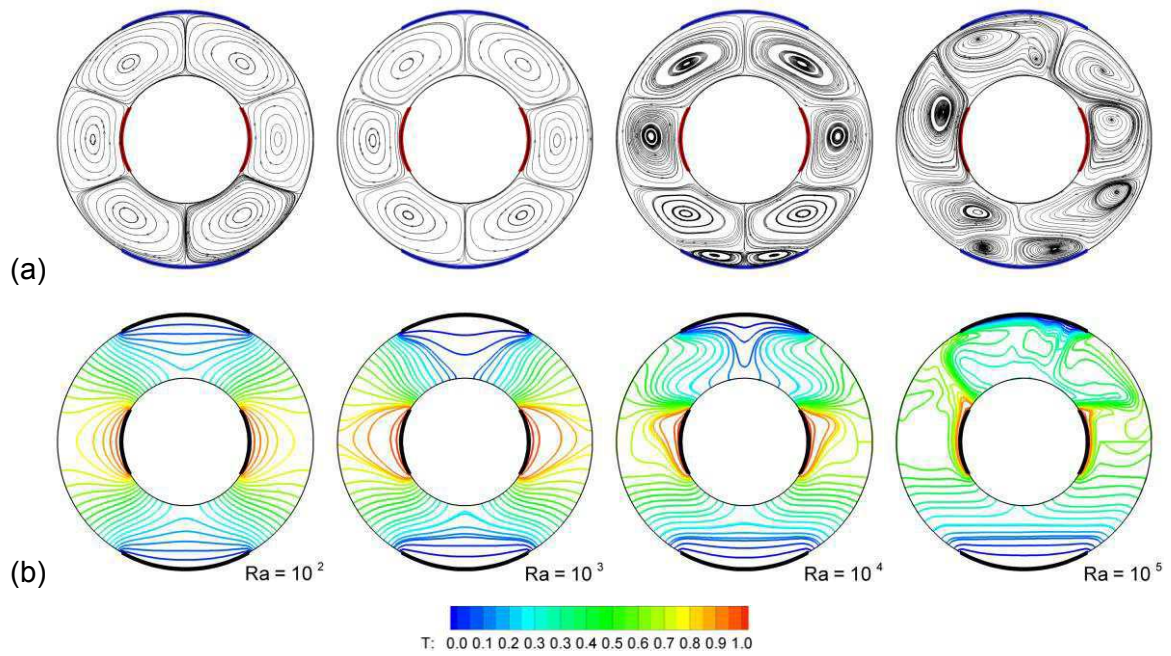 (a)
(b)
Ra = 10²
Ra = 10³
Ra = 10⁴
Ra = 10⁵
T: 0.0 0.1 0.2 0.3 0.3 0.4 0.5 0.6 0.7 0.8 0.9 1.0